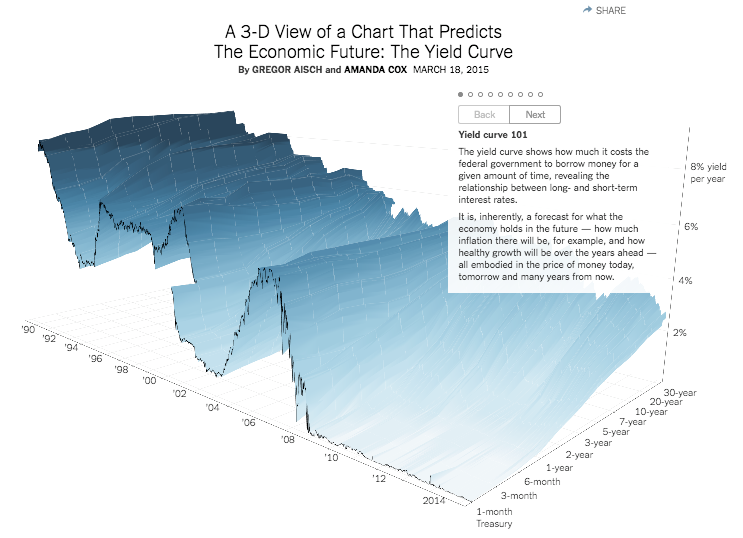 SHARE
A 3-D View of a Chart That Predicts
The Economic Future: The Yield Curve
By GREGOR AISCH and AMANDA COX MARCH 18, 2015
Back
Next
Yield curve 101
The yield curve shows how much it costs the
federal government to borrow money for a
given amount of time, revealing the
relationship between long- and short-term
interest rates.
It is, inherently, a forecast for what the
economy holds in the future — how much
inflation there will be, for example, and how
healthy growth will be over the years ahead —
all embodied in the price of money today,
tomorrow and many years from now.
8% yield
per year
6%
4%
2%
'90
'92
'94
'96
'98
'00
'02
'04
'06
'08
'10
'12
2014
30-year
20-year
10-year
7-year
5-year
3-year
2-year
1-year
6-month
3-month
1-month
Treasury